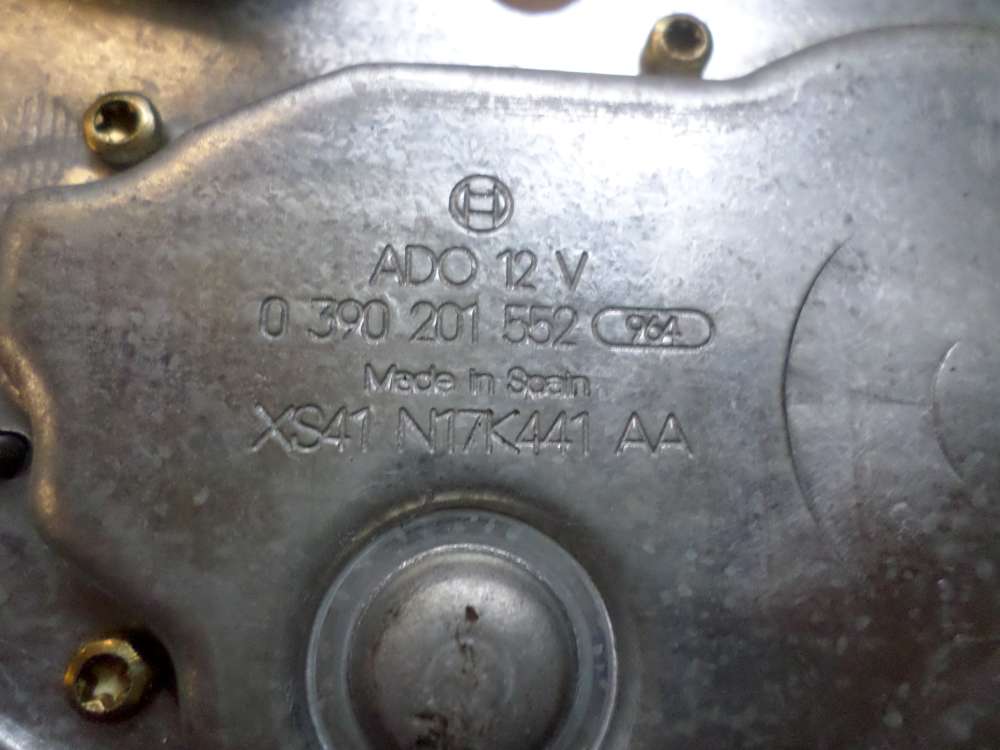 ADO 12 V
0 390 201 552 964
Made in Spain
XS41 N17K441 AA